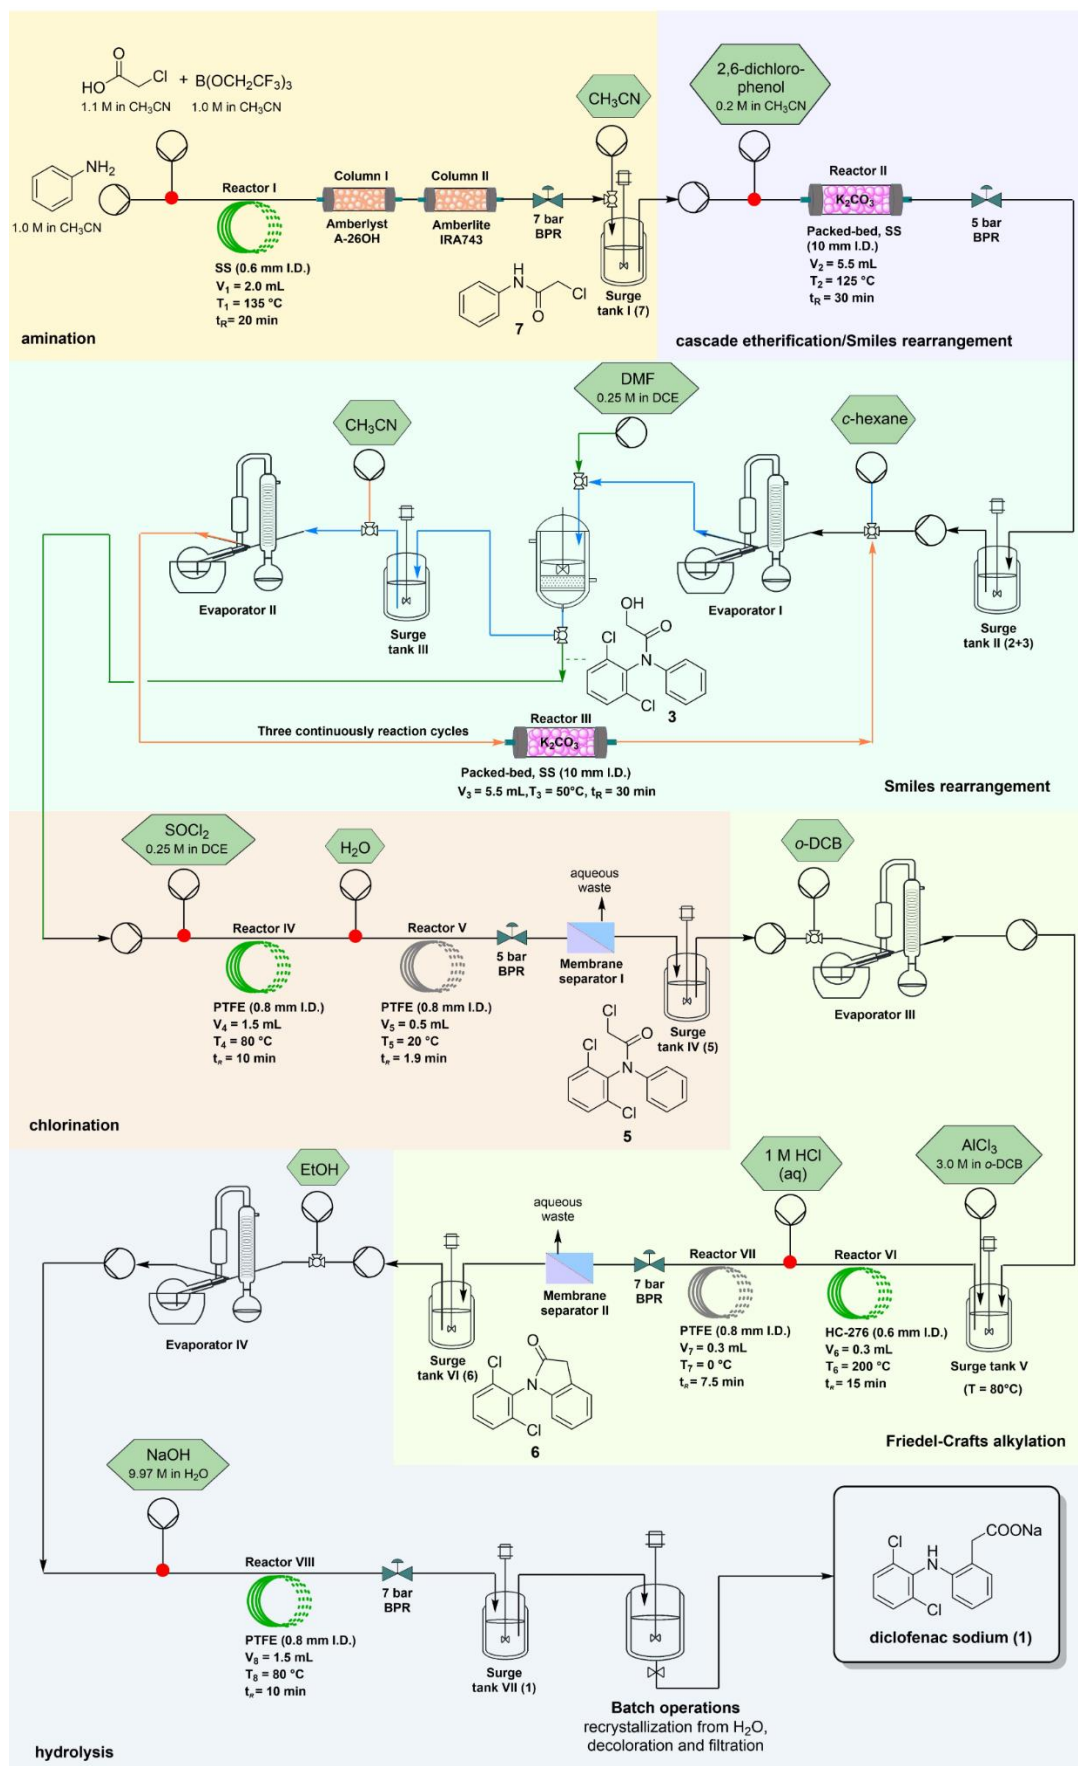 HO
O
Cl
+ B(OCH₂CF₃)₃
1.1 M in CH₃CN
1.0 M in CH₃CN
NH₂
1.0 M in CH₃CN
Reactor I
SS (0.6 mm I.D.)
V₁ = 2.0 mL
T₁ = 135 °C
tR= 20 min
Column I
Amberlyst
A-26OH
Column II
Amberlite
IRA743
7 bar
BPR
CH₃CN
Surge
tank I (7)
H
N
O
Cl
7
amination
2,6-dichloro-
phenol
0.2 M in CH₃CN
Reactor II
K₂CO₃
Packed-bed, SS
(10 mm I.D.)
V₂ = 5.5 mL
T₂ = 125 °C
tR = 30 min
5 bar
BPR
cascade etherification/Smiles rearrangement
DMF
0.25 M in DCE
CH₃CN
c-hexane
Evaporator II
Surge
tank III
Evaporator I
Surge
tank II (2+3)
OH
Cl
O
N
Cl
3
Three continuously reaction cycles
Reactor III
K₂CO₃
Packed-bed, SS (10 mm I.D.)
V₃ = 5.5 mL,T₃ = 50°C, tR = 30 min
Smiles rearrangement
SOCl₂
0.25 M in DCE
H₂O
Reactor IV
PTFE (0.8 mm I.D.)
V₄ = 1.5 mL
T₄ = 80 °C
tR = 10 min
Reactor V
PTFE (0.8 mm I.D.)
V₅ = 0.5 mL
T₅ = 20 °C
tR = 1.9 min
5 bar
BPR
aqueous
waste
Membrane
separator I
Surge
tank IV (5)
Cl
Cl
O
N
Cl
5
chlorination
o-DCB
Evaporator III
AlCl₃
3.0 M in o-DCB
1 M HCl
(aq)
Surge tank V
(T = 80°C)
Reactor VI
HC-276 (0.6 mm I.D.)
V₆ = 0.3 mL
T₆ = 200 °C
tR = 15 min
Reactor VII
PTFE (0.8 mm I.D.)
V₇ = 0.3 mL
T₇ = 0 °C
tR = 7.5 min
7 bar
BPR
aqueous
waste
Membrane
separator II
Surge
tank VI (6)
O
Cl
N
Cl
6
Friedel-Crafts alkylation
EtOH
Evaporator IV
NaOH
9.97 M in H₂O
Reactor VIII
PTFE (0.8 mm I.D.)
V₈ = 1.5 mL
T₈ = 80 °C
tR = 10 min
7 bar
BPR
Surge
tank VII (1)
Batch operations
recrystallization from H₂O,
decoloration and filtration
COONa
Cl
H
N
Cl
diclofenac sodium (1)
hydrolysis